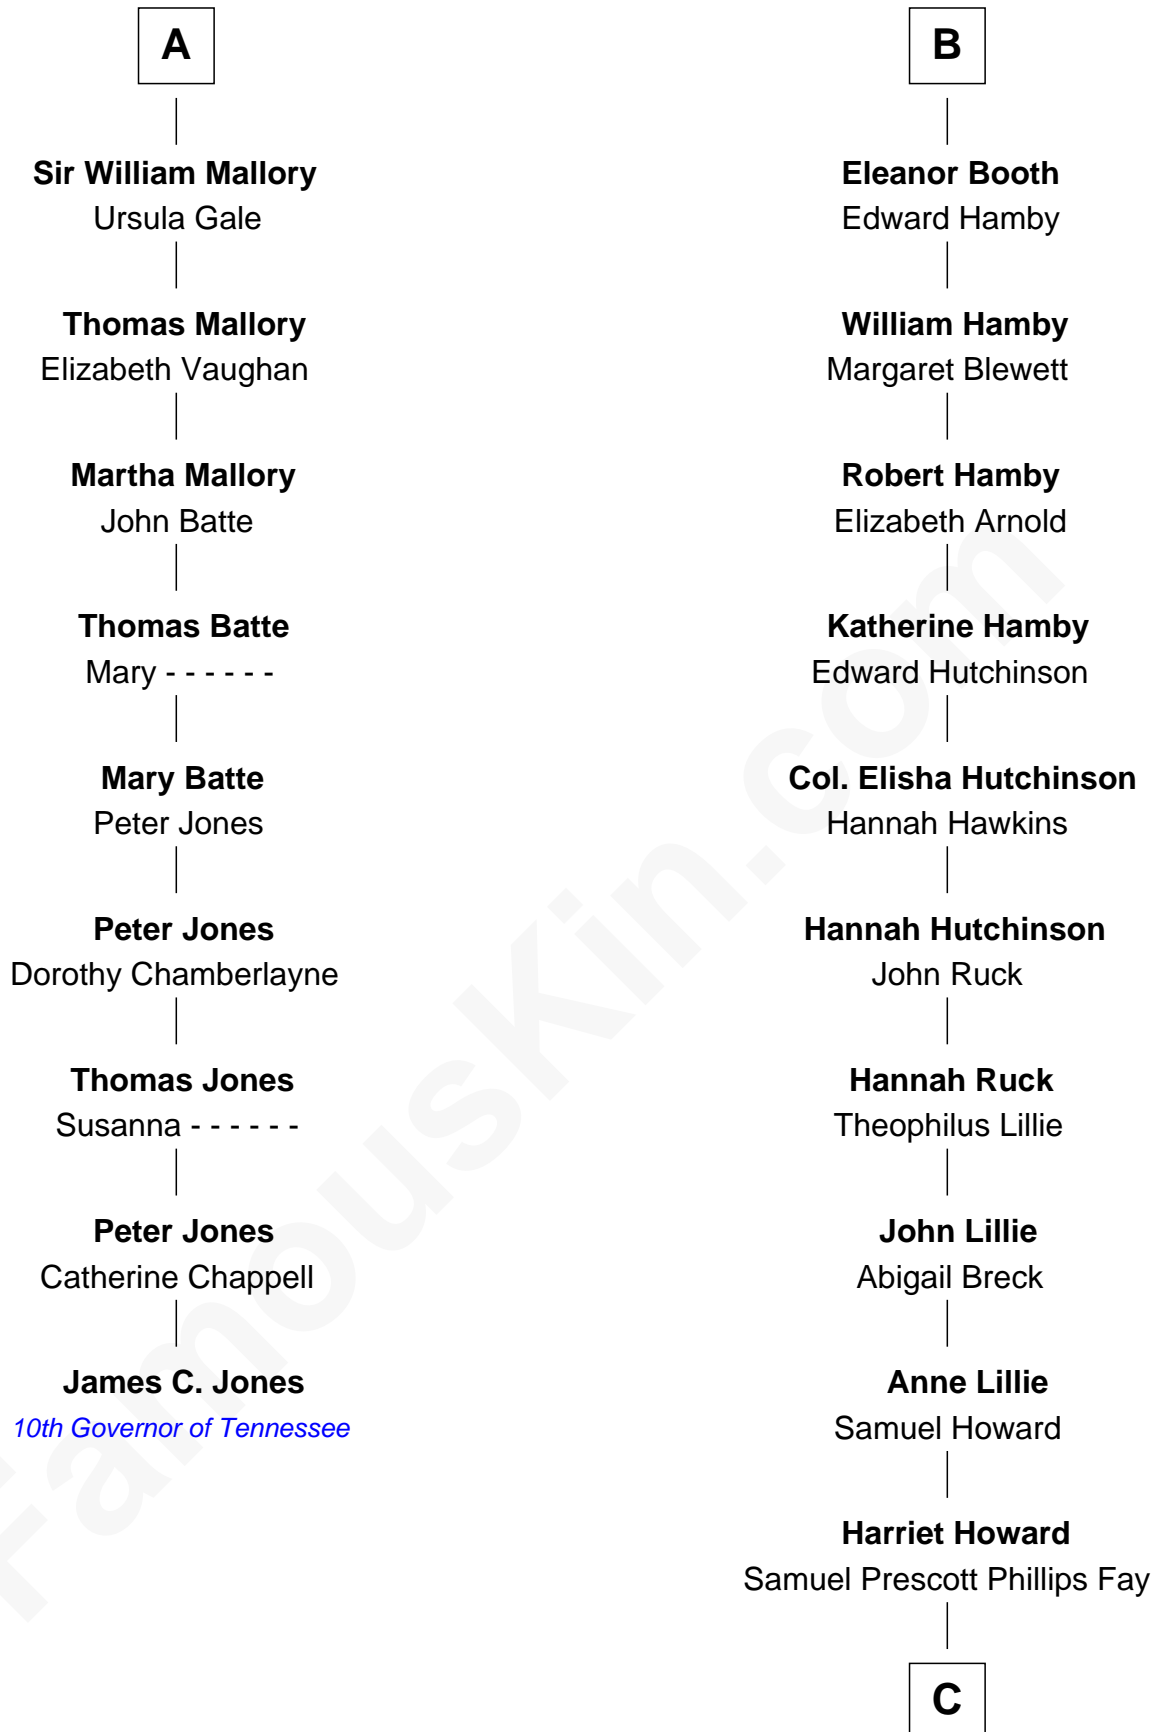 A
Sir William Mallory
Ursula Gale
Thomas Mallory
Elizabeth Vaughan
Martha Mallory
John Batte
Thomas Batte
Mary - - - - - -
Mary Batte
Peter Jones
Peter Jones
Dorothy Chamberlayne
Thomas Jones
Susanna - - - - - -
Peter Jones
Catherine Chappell
James C. Jones
10th Governor of Tennessee
B
Eleanor Booth
Edward Hamby
William Hamby
Margaret Blewett
Robert Hamby
Elizabeth Arnold
Katherine Hamby
Edward Hutchinson
Col. Elisha Hutchinson
Hannah Hawkins
Hannah Hutchinson
John Ruck
Hannah Ruck
Theophilus Lillie
John Lillie
Abigail Breck
Anne Lillie
Samuel Howard
Harriet Howard
Samuel Prescott Phillips Fay
C
FamousKin.com